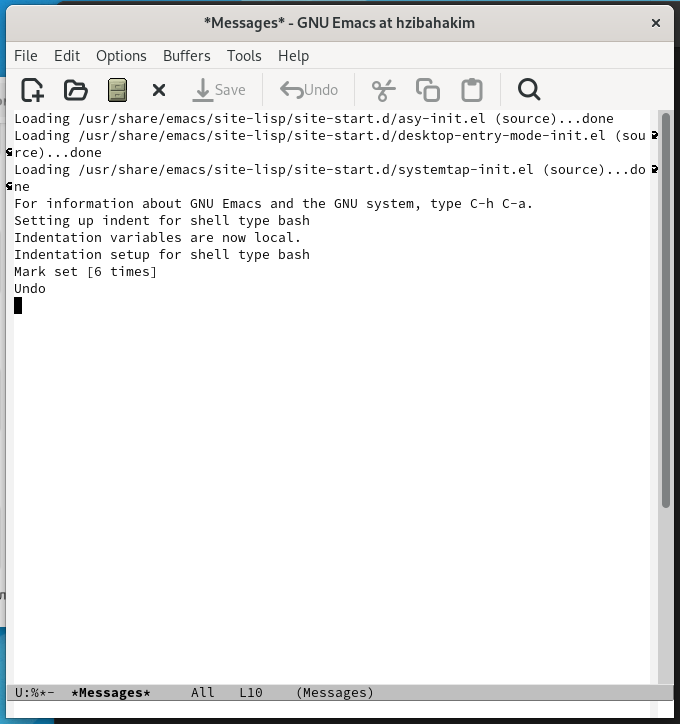 *Messages* - GNU Emacs at hzibahakim
File Edit Options Buffers Tools Help
Save Undo
Loading /usr/share/emacs/site-lisp/site-start.d/asy-init.el (source)...done
Loading /usr/share/emacs/site-lisp/site-start.d/desktop-entry-mode-init.el (sou
rce)...done
Loading /usr/share/emacs/site-lisp/site-start.d/systemtap-init.el (source)...do
ne
For information about GNU Emacs and the GNU system, type C-h C-a.
Setting up indent for shell type bash
Indentation variables are now local.
Indentation setup for shell type bash
Mark set [6 times]
Undo
U:%*- *Messages* All L10 (Messages)